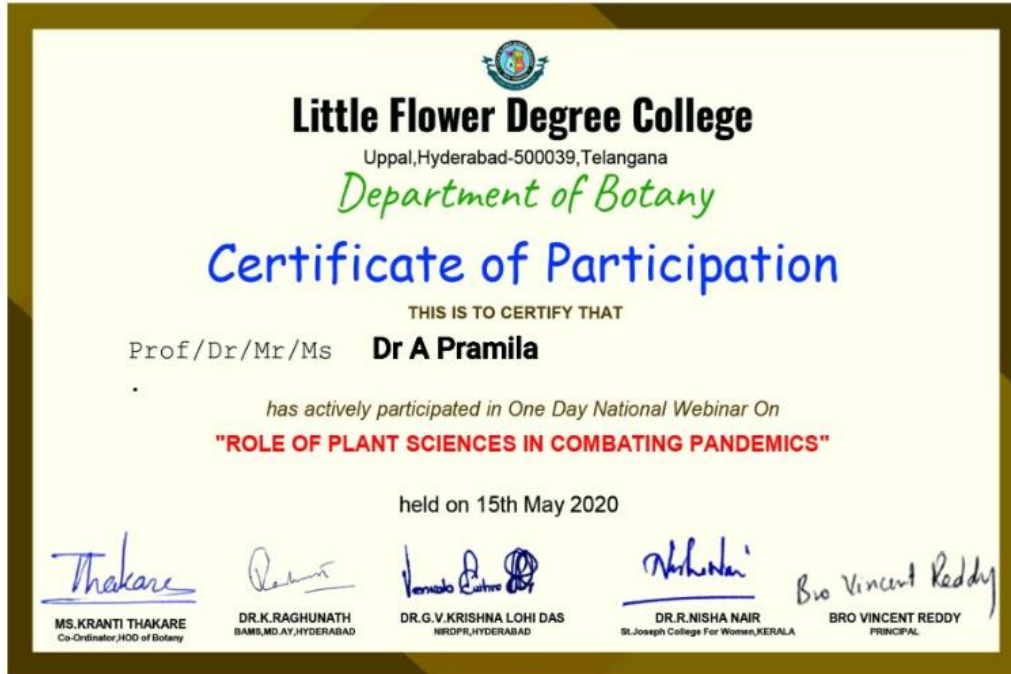 Little Flower Degree College
Uppal,Hyderabad-500039,Telangana
Department of Botany
Certificate of Participation
THIS IS TO CERTIFY THAT
Prof/Dr/Mr/Ms Dr A Pramila
.
has actively participated in One Day National Webinar On
"ROLE OF PLANT SCIENCES IN COMBATING PANDEMICS"
held on 15th May 2020
Thakare
Bro Vincent Reddy
MS.KRANTI THAKARE
Co-Ordinator,HOD of Botany
DR.K.RAGHUNATH
BAMS,MD.AY,HYDERABAD
DR.G.V.KRISHNA LOHI DAS
NIRDPR,HYDERABAD
DR.R.NISHA NAIR
St.Joseph College For Women,KERALA
BRO VINCENT REDDY
PRINCIPAL